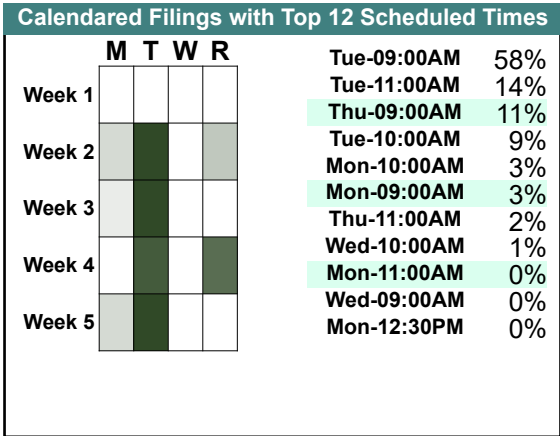 Calendared Filings with Top 12 Scheduled Times
M T W R
Week 1
Week 2
Week 3
Week 4
Week 5
Tue-09:00AM 58%
Tue-11:00AM 14%
Thu-09:00AM 11%
Tue-10:00AM 9%
Mon-10:00AM 3%
Mon-09:00AM 3%
Thu-11:00AM 2%
Wed-10:00AM 1%
Mon-11:00AM 0%
Wed-09:00AM 0%
Mon-12:30PM 0%